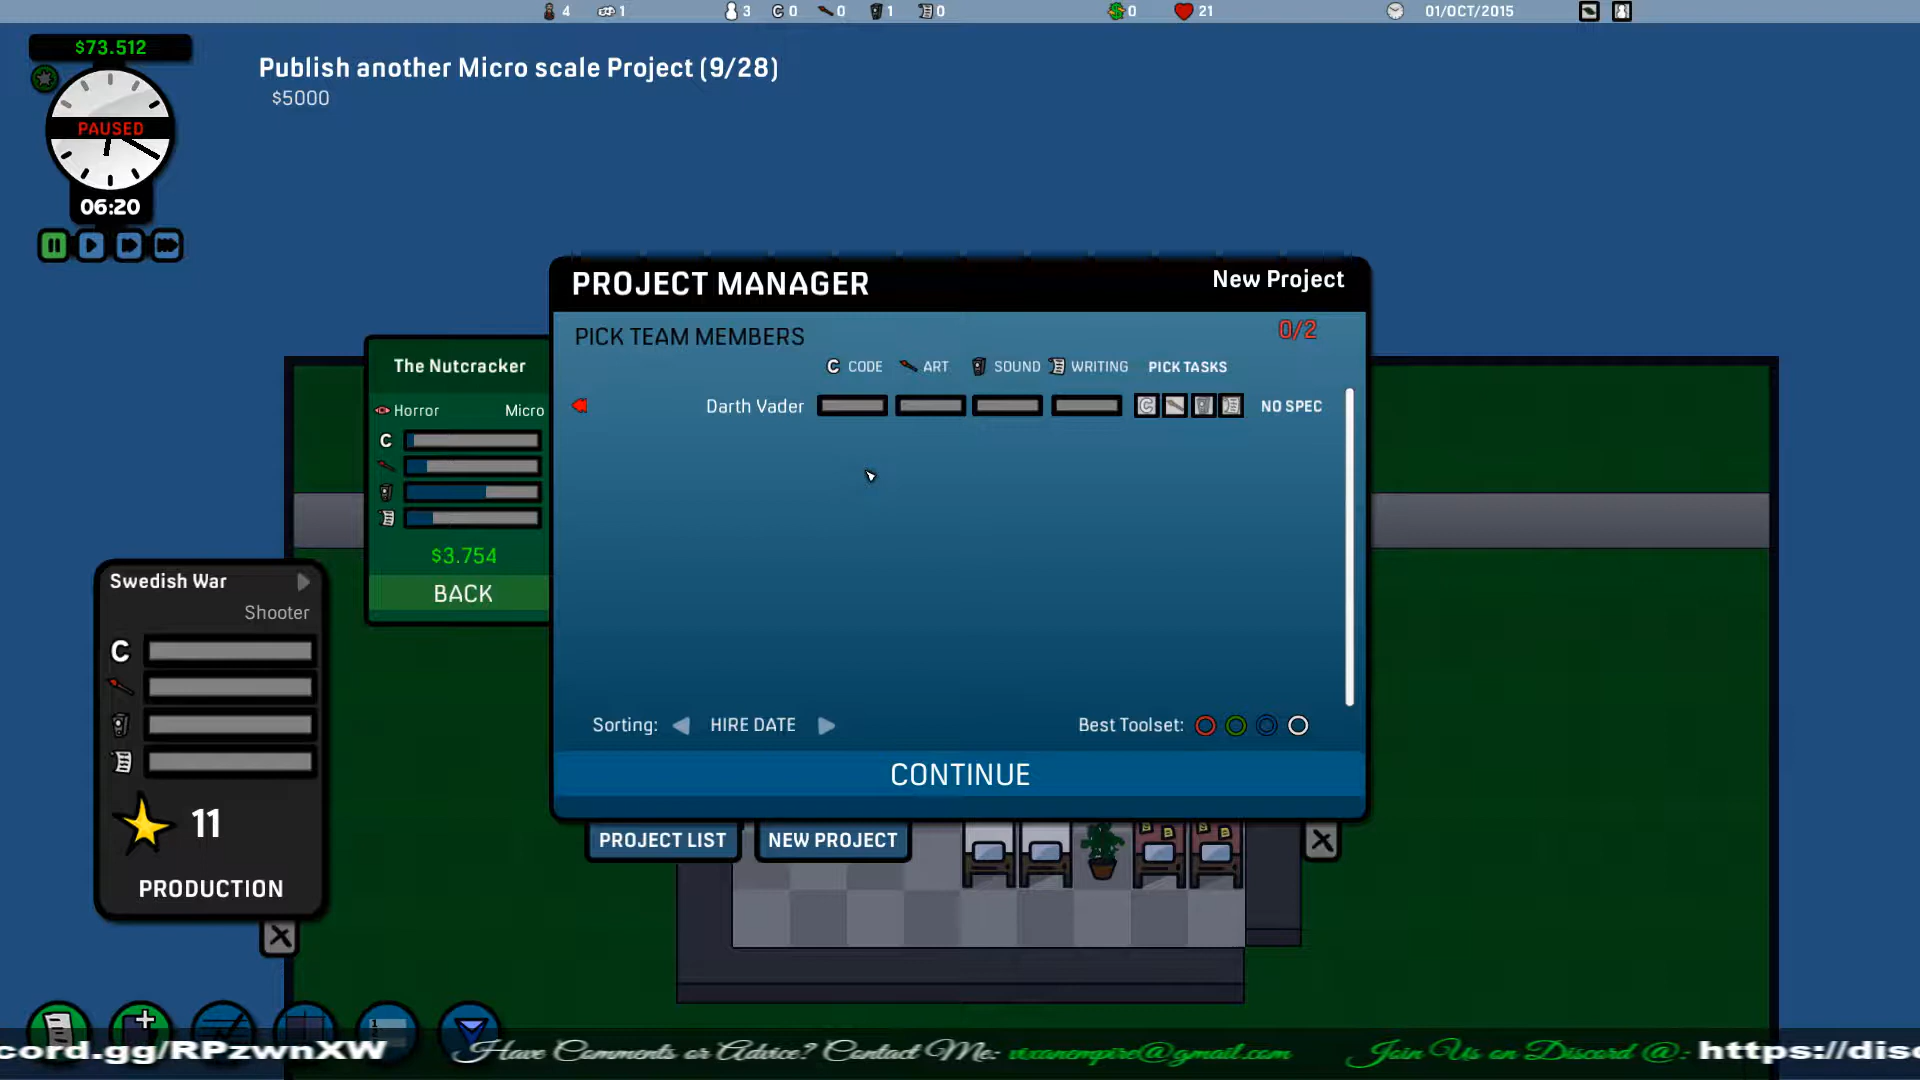 4 1 3 C 0 0 1 0 0 21 01/OCT/2015
$73.512
PAUSED
06:20
Publish another Micro scale Project (9/28)
$5000
PROJECT MANAGER
New Project
PICK TEAM MEMBERS
0/2
C CODE ART SOUND WRITING PICK TASKS
Darth Vader C NO SPEC
The Nutcracker
Horror Micro
C
$3.754
BACK
Swedish War
Shooter
C
11
PRODUCTION
Sorting: HIRE DATE
Best Toolset:
CONTINUE
PROJECT LIST
NEW PROJECT
cord.gg/RPzwnXW Have Comments or Advice? Contact Me: vixanempire@gmail.com Join Us on Discord @: https://disc